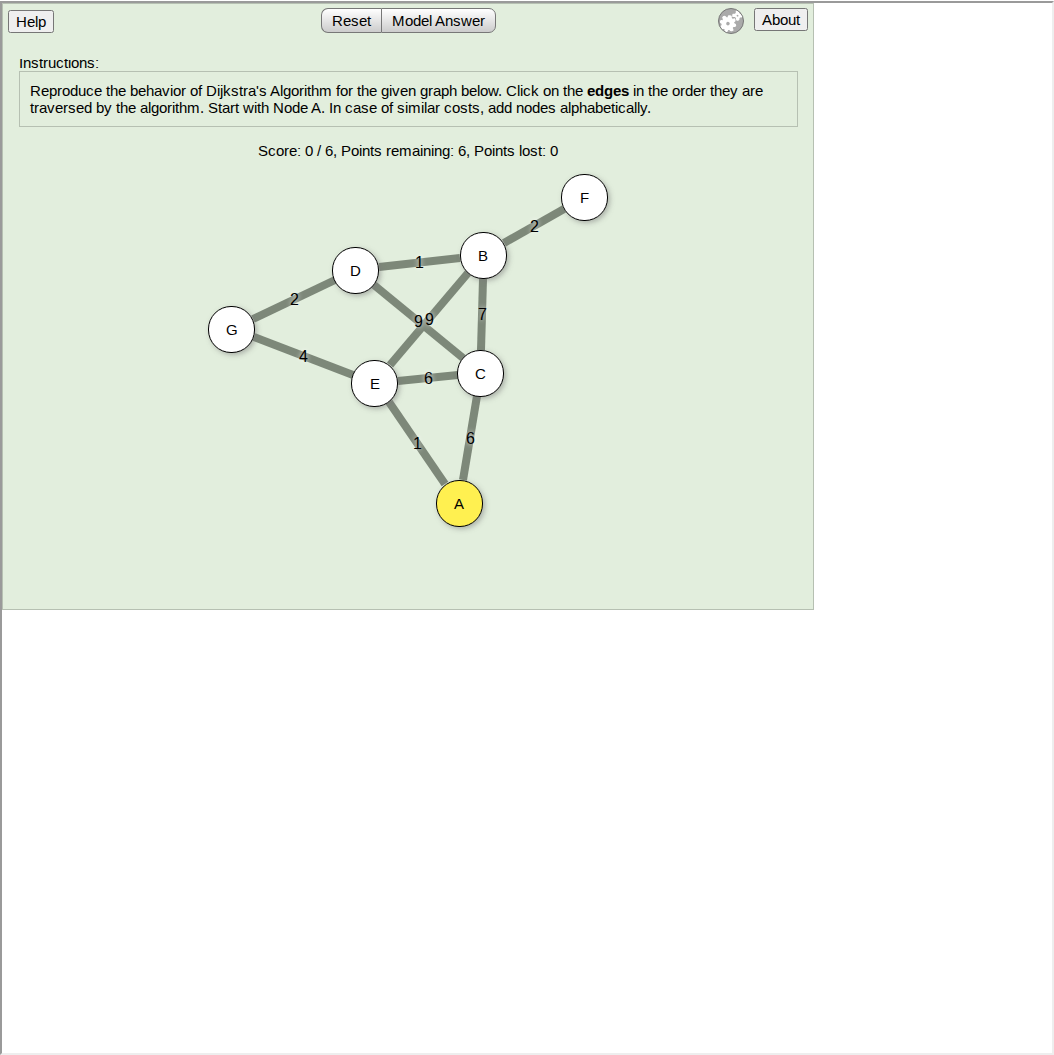 Help
Reset
Model Answer
About
Instructions:
Reproduce the behavior of Dijkstra's Algorithm for the given graph below. Click on the edges in the order they are
traversed by the algorithm. Start with Node A. In case of similar costs, add nodes alphabetically.
Score: 0 / 6, Points remaining: 6, Points lost: 0
F
2
B
1
D
2
9
9
7
G
4
E
6
C
1
6
A